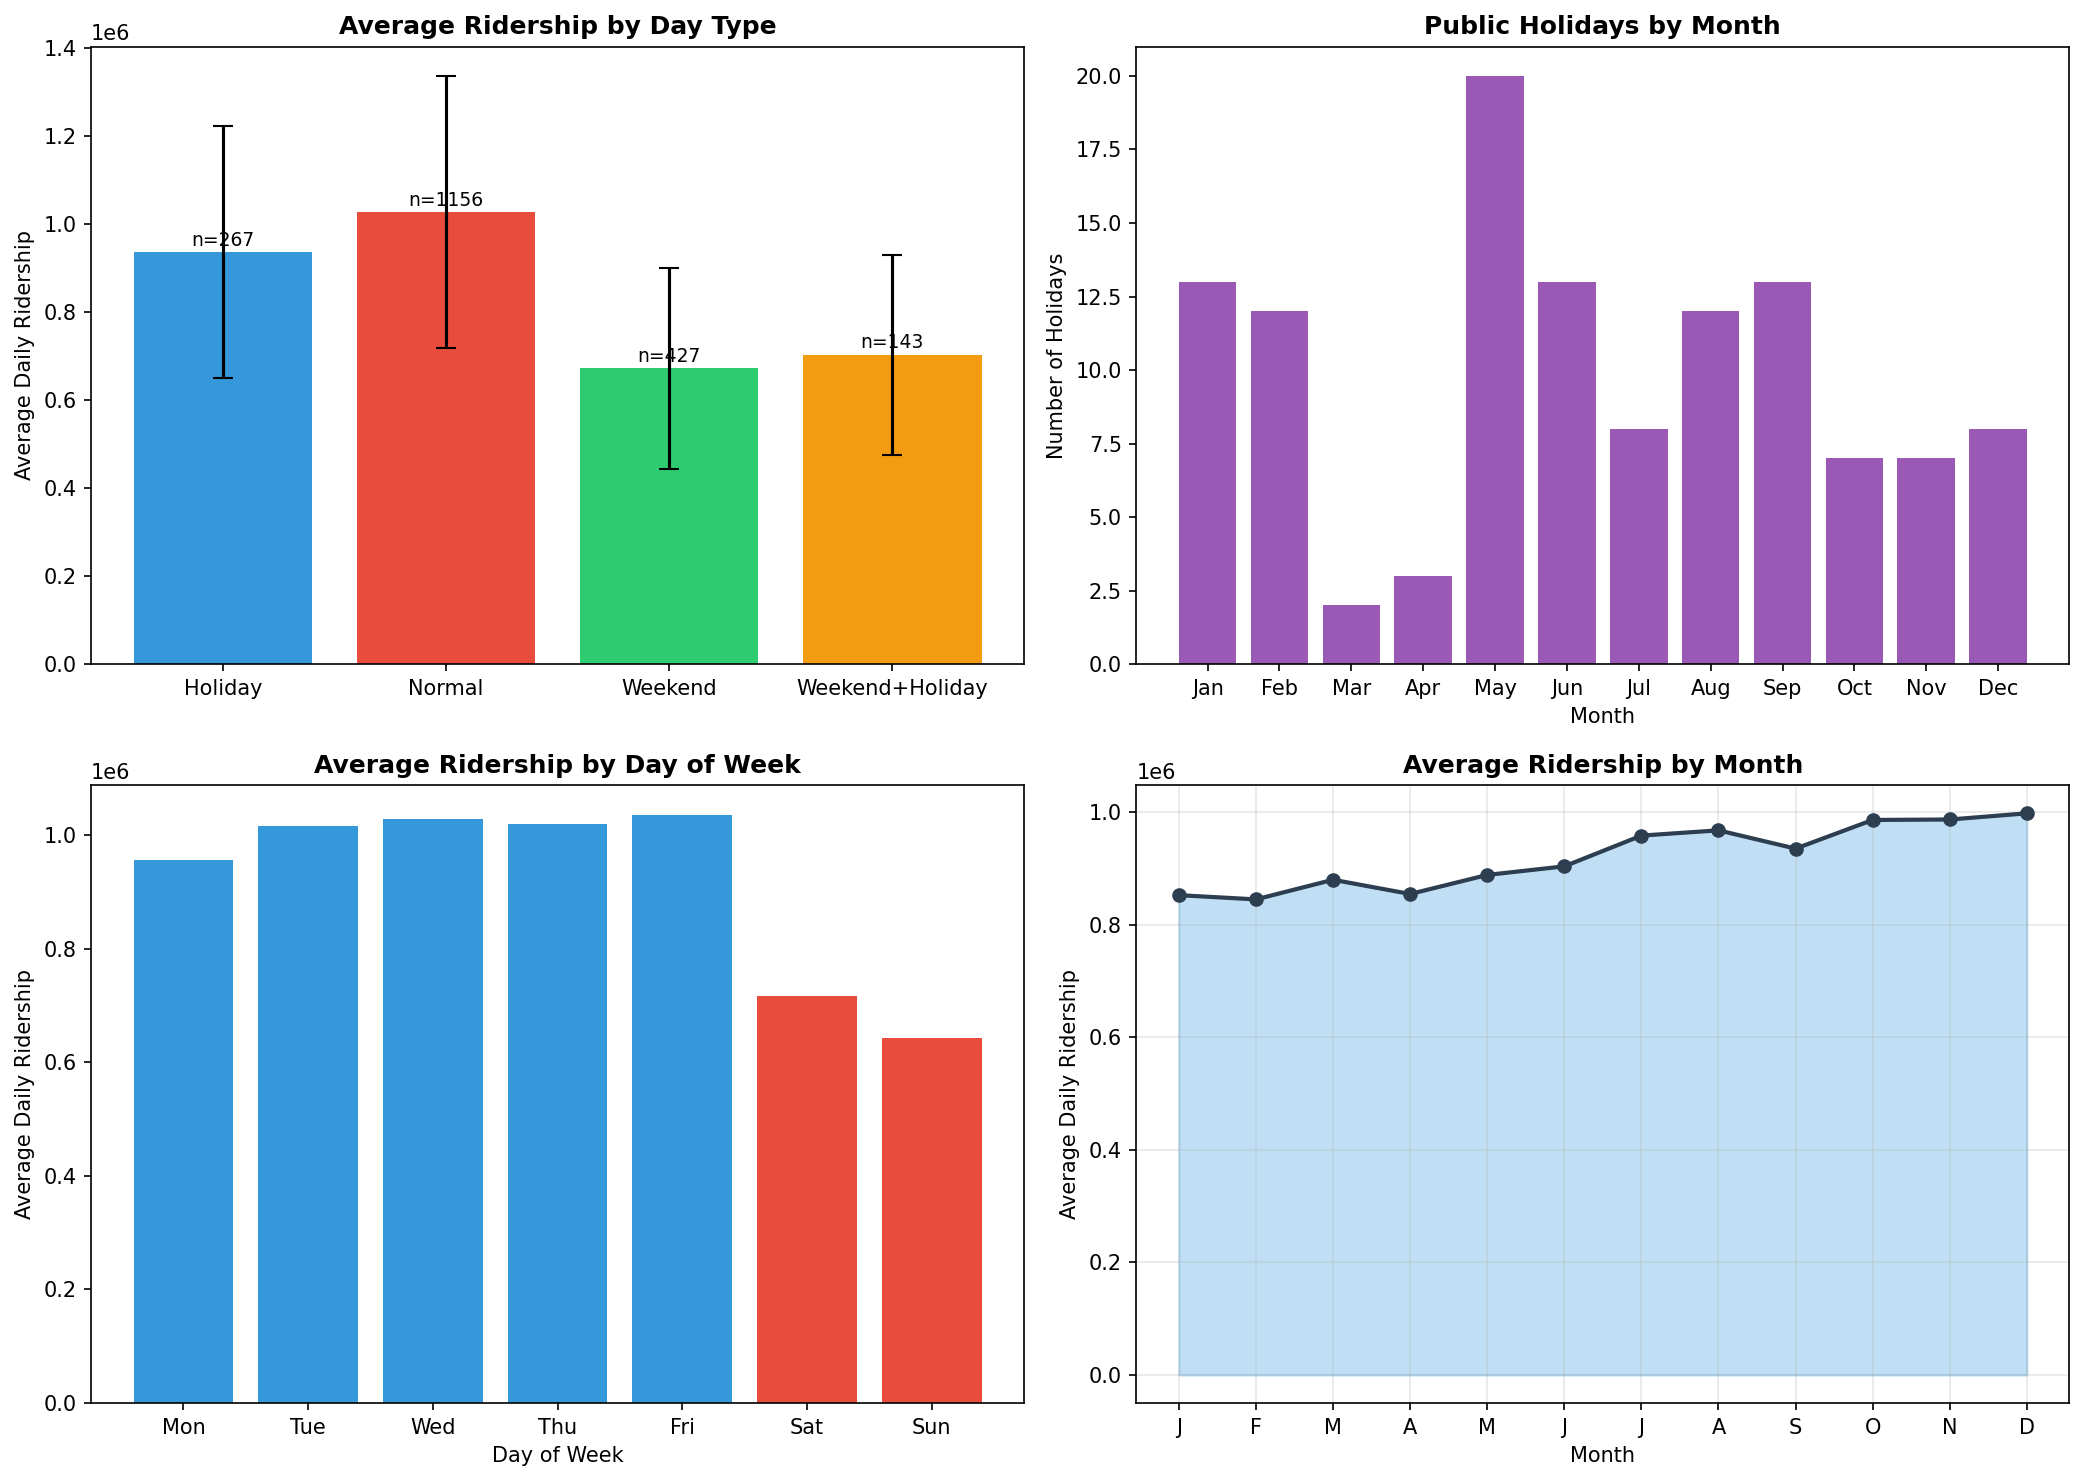 Average Ridership by Day Type
1e6
1.4
1.2
1.0
0.8
0.6
0.4
0.2
0.0
Average Daily Ridership
n=267
n=1156
n=427
n=143
Holiday Normal Weekend Weekend+Holiday
Public Holidays by Month
20.0
17.5
15.0
12.5
10.0
7.5
5.0
2.5
0.0
Number of Holidays
Jan Feb Mar Apr May Jun Jul Aug Sep Oct Nov Dec
Month
Average Ridership by Day of Week
1e6
1.0
0.8
0.6
0.4
0.2
0.0
Average Daily Ridership
Mon Tue Wed Thu Fri Sat Sun
Day of Week
Average Ridership by Month
1e6
1.0
0.8
0.6
0.4
0.2
0.0
Average Daily Ridership
J F M A M J J A S O N D
Month